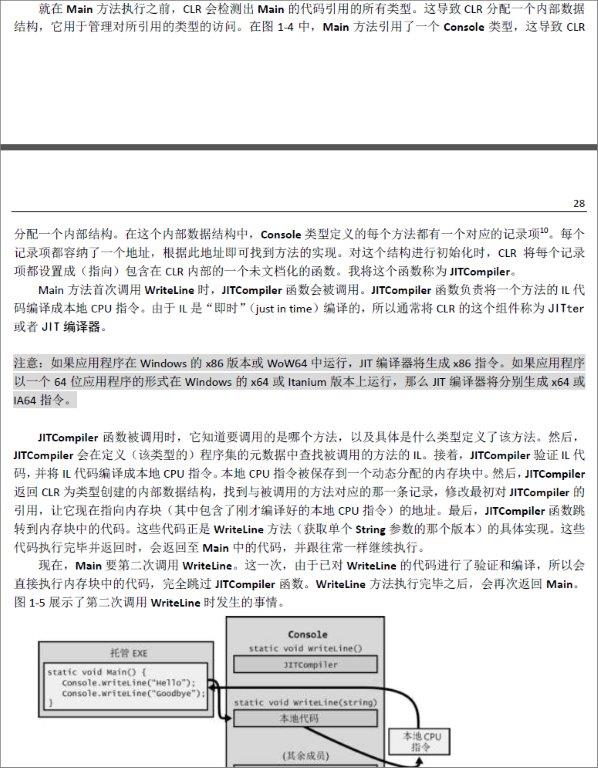 就在 Main 方法执行之前，CLR 会检测出 Main 的代码引用的所有类型。这导致 CLR 分配一个内部数据
结构，它用于管理对所引用的类型的访问。在图 1-4 中，Main 方法引用了一个 Console 类型，这导致 CLR
28
分配一个内部结构。在这个内部数据结构中，Console 类型定义的每个方法都有一个对应的记录项10。每个
记录项都容纳了一个地址，根据此地址即可找到方法的实现。对这个结构进行初始化时，CLR 将每个记录
项都设置成（指向）包含在 CLR 内部的一个未文档化的函数。我将这个函数称为 JITCompiler。
Main 方法首次调用 WriteLine 时，JITCompiler 函数会被调用。JITCompiler 函数负责将一个方法的 IL 代
码编译成本地 CPU 指令。由于 IL 是“即时”（just in time）编译的，所以通常将 CLR 的这个组件称为 JITter
或者 JIT 编译器。
注意：如果应用程序在 Windows 的 x86 版本或 WoW64 中运行，JIT 编译器将生成 x86 指令。如果应用程序
以一个 64 位应用程序的形式在 Windows 的 x64 或 Itanium 版本上运行，那么 JIT 编译器将分别生成 x64 或
IA64 指令。
JITCompiler 函数被调用时，它知道要调用的是哪个方法，以及具体是什么类型定义了该方法。然后，
JITCompiler 会在定义（该类型的）程序集的元数据中查找被调用的方法的 IL。接着，JITCompiler 验证 IL 代
码，并将 IL 代码编译成本地 CPU 指令。本地 CPU 指令被保存到一个动态分配的内存块中。然后，JITCompiler
返回 CLR 为类型创建的内部数据结构，找到与被调用的方法对应的那一条记录，修改最初对 JITCompiler 的
引用，让它现在指向内存块（其中包含了刚才编译好的本地 CPU 指令）的地址。最后，JITCompiler 函数跳
转到内存块中的代码。这些代码正是 WriteLine 方法（获取单个 String 参数的那个版本）的具体实现。这些
代码执行完毕并返回时，会返回至 Main 中的代码，并跟往常一样继续执行。
现在，Main 要第二次调用 WriteLine。这一次，由于已对 WriteLine 的代码进行了验证和编译，所以会
直接执行内存块中的代码，完全跳过 JITCompiler 函数。WriteLine 方法执行完毕之后，会再次返回 Main。
图 1-5 展示了第二次调用 WriteLine 时发生的事情。
托管 EXE
static void Main() {
Console.WriteLine("Hello");
Console.WriteLine("Goodbye");
}
Console
static void WriteLine()
JITCompiler
static void WriteLine(string)
本地代码
(其余成员)
本地 CPU
指令